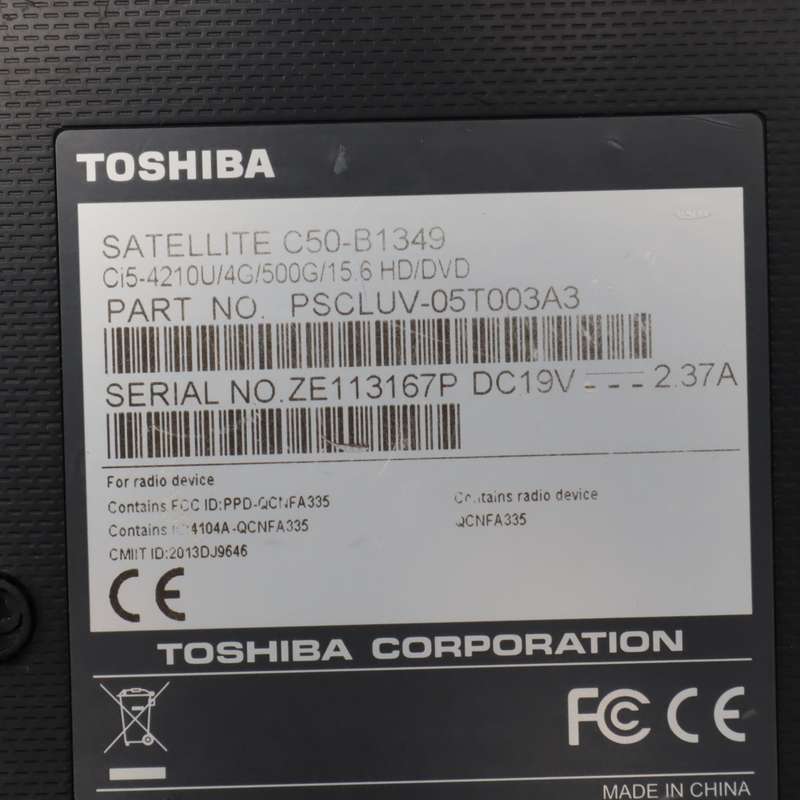 TOSHIBA
SATELLITE C50-B1349
Ci5-4210U/4G/500G/15.6 HD/DVD
PART NO. PSCLUV-05T003A3
SERIAL NO.ZE113167P DC19V 2.37A
For radio device
Contains FCC ID:PPD-QCNFA335
Contains radio device
Contains 4104A-QCNFA335
QCNFA335
CMIIT ID:2013DJ9646
CE
TOSHIBA CORPORATION
FC CE
MADE IN CHINA